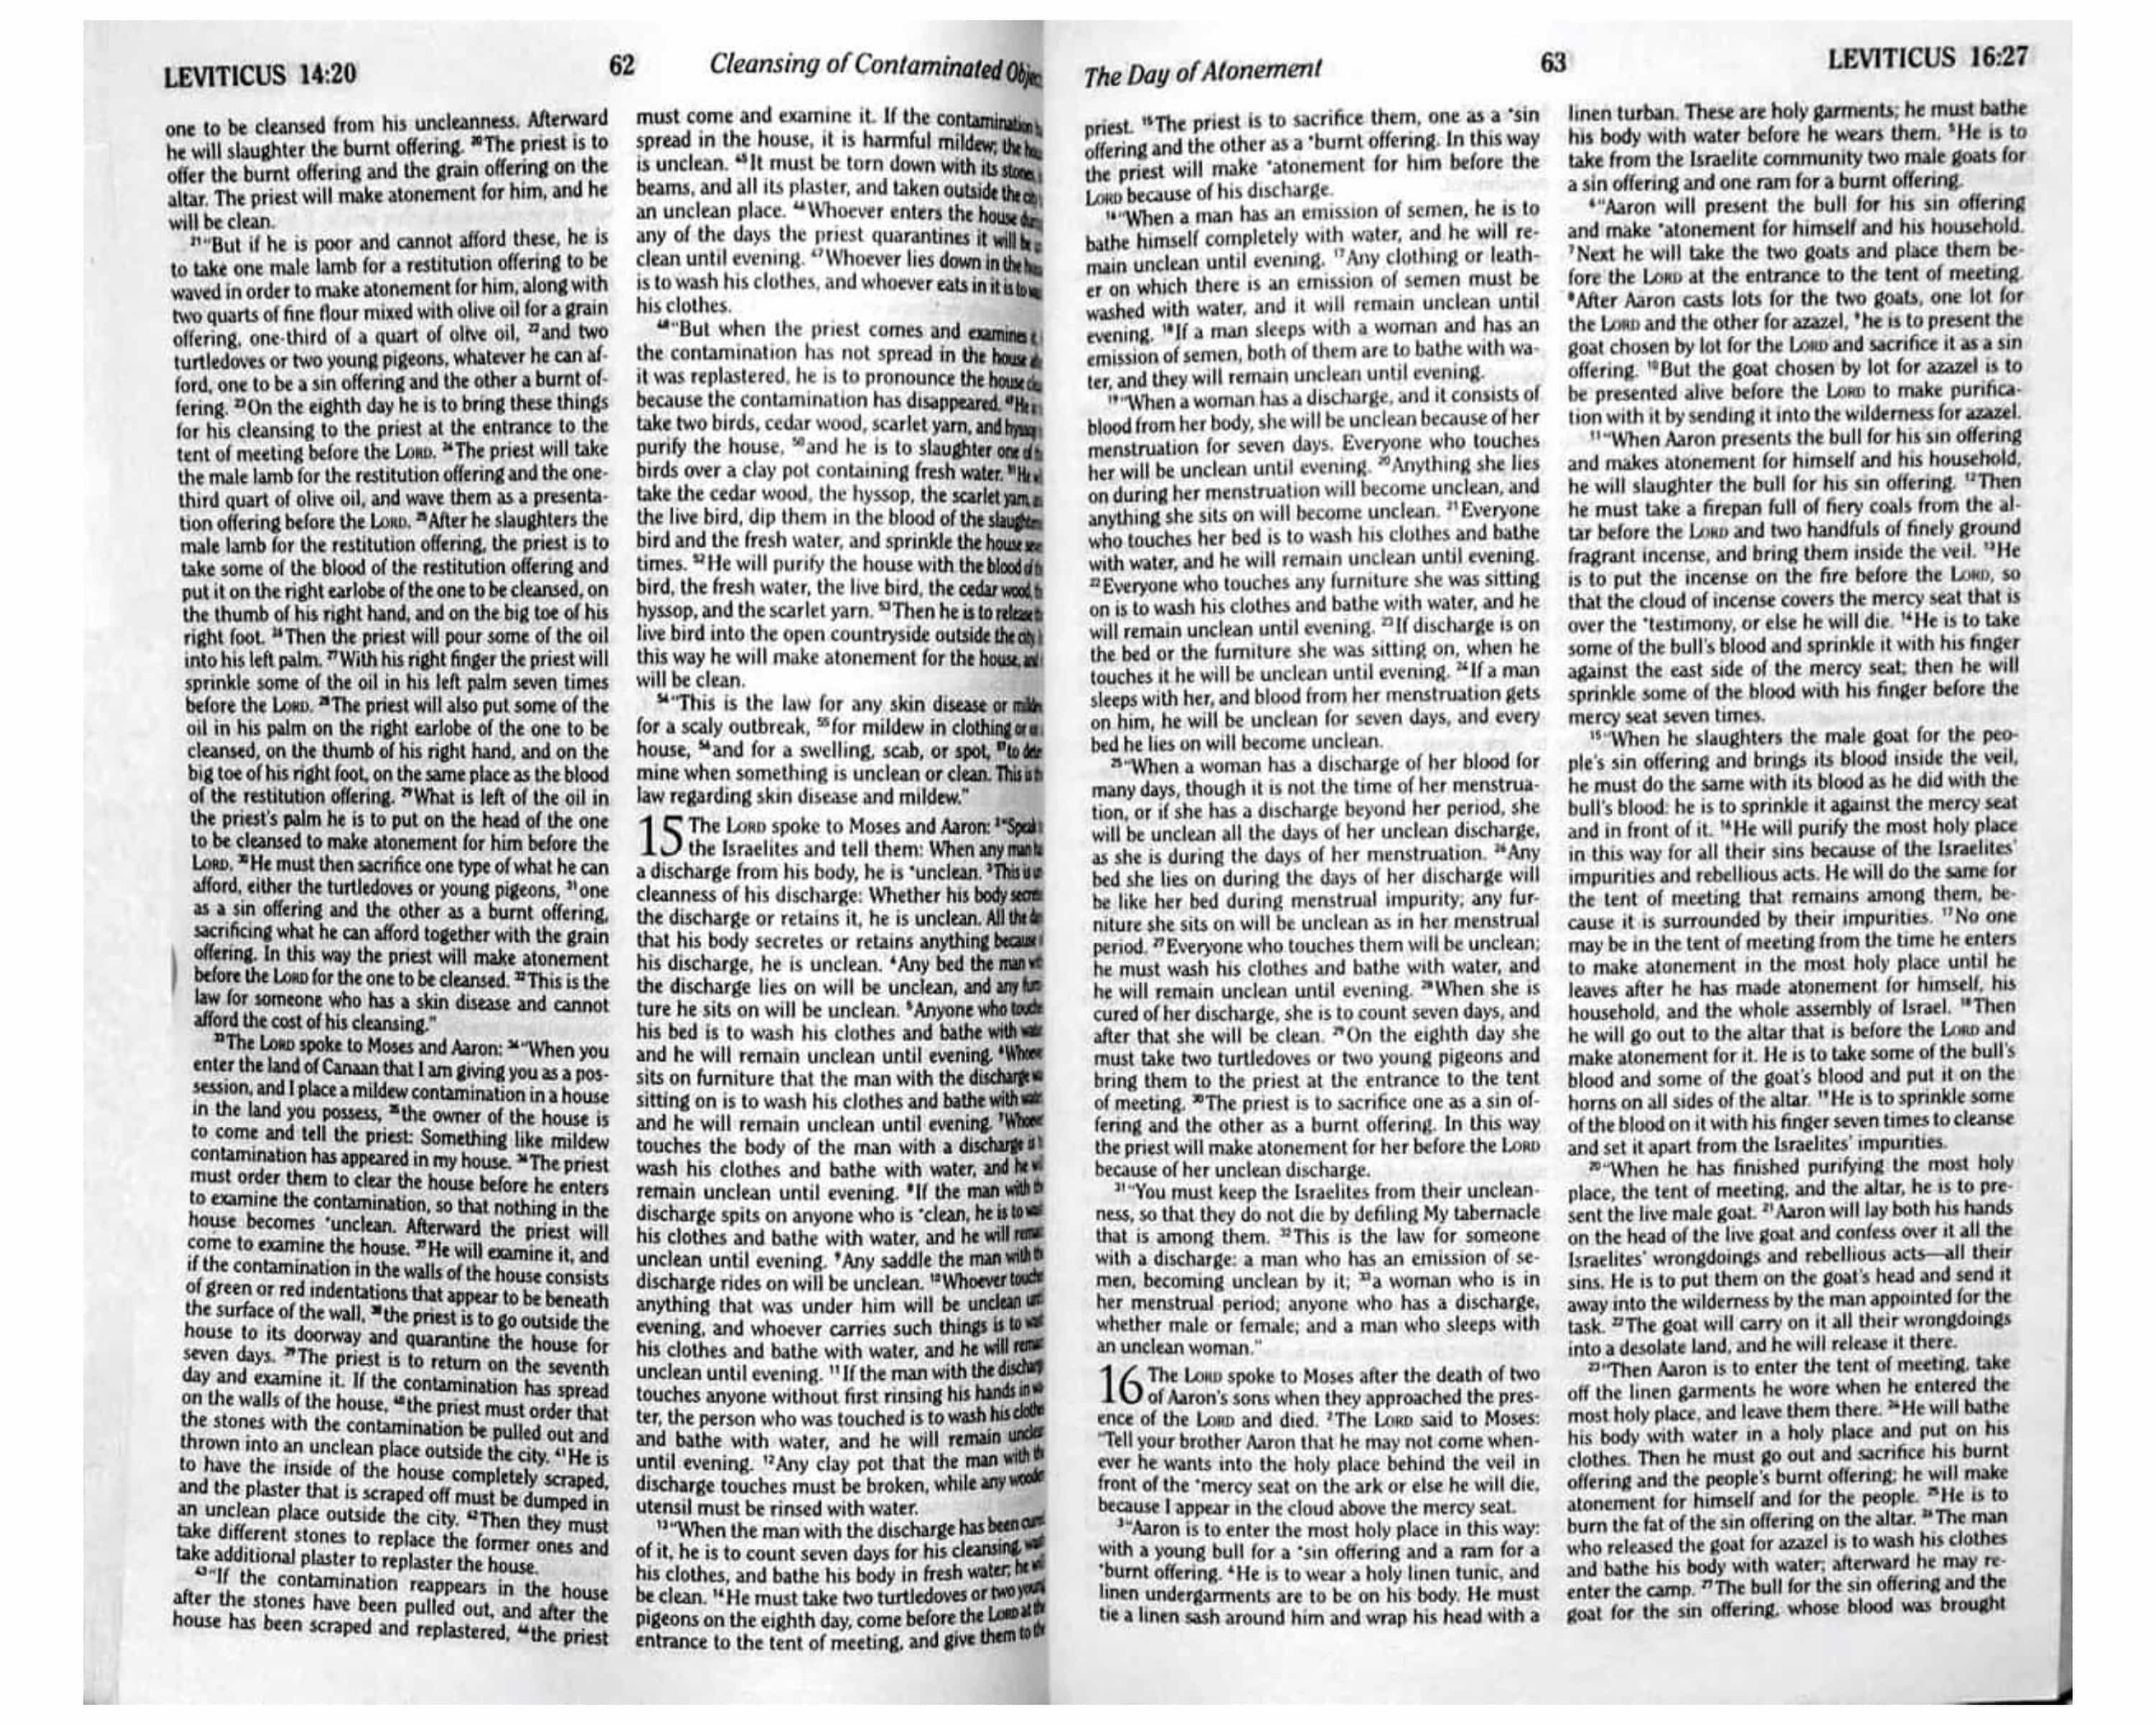 LEVITICUS 14:20
62
Cleansing of Contaminated
one to be cleansed from his uncleanness. Afterward
he will slaughter the burnt offering. 20The priest is to
offer the burnt offering and the grain offering on the
altar. The priest will make atonement for him, and he
will be clean.
21"But if he is poor and cannot afford these, he is
to take one male lamb for a restitution offering to be
waved in order to make atonement for him, along with
two quarts of fine flour mixed with olive oil for a grain
offering, one-third of a quart of olive oil, 22and two
turtledoves or two young pigeons, whatever he can af-
ford, one to be a sin offering and the other a burnt of-
fering. 23On the eighth day he is to bring these things
for his cleansing to the priest at the entrance to the
tent of meeting before the LORD. 24The priest will take
the male lamb for the restitution offering and the one-
third quart of olive oil, and wave them as a presenta-
tion offering before the LORD. 25After he slaughters the
male lamb for the restitution offering, the priest is to
take some of the blood of the restitution offering and
put it on the right earlobe of the one to be cleansed, on
the thumb of his right hand, and on the big toe of his
right foot. 26Then the priest will pour some of the oil
into his left palm. 27With his right finger the priest will
sprinkle some of the oil in his left palm seven times
before the LORD. 28The priest will also put some of the
oil in his palm on the right earlobe of the one to be
cleansed, on the thumb of his right hand, and on the
big toe of his right foot, on the same place as the blood
of the restitution offering. 29What is left of the oil in
the priest's palm he is to put on the head of the one
to be cleansed to make atonement for him before the
LORD. 30He must then sacrifice one type of what he can
afford, either the turtledoves or young pigeons, 31one
as a sin offering and the other as a burnt offering,
sacrificing what he can afford together with the grain
offering. In this way the priest will make atonement
before the LORD for the one to be cleansed. 32This is the
law for someone who has a skin disease and cannot
afford the cost of his cleansing."
33The LORD spoke to Moses and Aaron: 34"When you
enter the land of Canaan that I am giving you as a pos-
session, and I place a mildew contamination in a house
in the land you possess, 35the owner of the house is
to come and tell the priest: Something like mildew
contamination has appeared in my house. 36The priest
must order them to clear the house before he enters
to examine the contamination, so that nothing in the
house becomes *unclean. Afterward the priest will
come to examine the house. 37He will examine it, and
if the contamination in the walls of the house consists
of green or red indentations that appear to be beneath
the surface of the wall, 38the priest is to go outside the
house to its doorway and quarantine the house for
seven days. 39The priest is to return on the seventh
day and examine it. If the contamination has spread
on the walls of the house, 40the priest must order that
the stones with the contamination be pulled out and
thrown into an unclean place outside the city. 41He is
to have the inside of the house completely scraped,
and the plaster that is scraped off must be dumped in
an unclean place outside the city. 42Then they must
take different stones to replace the former ones and
take additional plaster to replaster the house.
43"If the contamination reappears in the house
after the stones have been pulled out, and after the
house has been scraped and replastered, 44the priest
must come and examine it. If the contamination
spread in the house, it is harmful mildew; the
is unclean. 45It must be torn down with its stones,
beams, and all its plaster, and taken outside the
an unclean place. 46Whoever enters the house
any of the days the priest quarantines it will be
clean until evening. 47Whoever lies down in the
is to wash his clothes, and whoever eats in it is to
his clothes.
48"But when the priest comes and examines
the contamination has not spread in the house
it was replastered, he is to pronounce the house
because the contamination has disappeared. 49He
take two birds, cedar wood, scarlet yarn, and
purify the house, 50and he is to slaughter one of
birds over a clay pot containing fresh water. 51He
take the cedar wood, the hyssop, the scarlet yarn,
the live bird, dip them in the blood of the
bird and the fresh water, and sprinkle the house
times. 52He will purify the house with the blood of
bird, the fresh water, the live bird, the cedar wood,
hyssop, and the scarlet yarn. 53Then he is to release
live bird into the open countryside outside the city.
this way he will make atonement for the house,
will be clean.
54"This is the law for any skin disease or
for a scaly outbreak, 55for mildew in clothing or
house, 56and for a swelling, scab, or spot, 57to deter-
mine when something is unclean or clean. This is
law regarding skin disease and mildew."
15 The LORD spoke to Moses and Aaron: 2"Speak
the Israelites and tell them: When any man
a discharge from his body, he is *unclean. 3This is
cleanness of his discharge: Whether his body
the discharge or retains it, he is unclean. All the
that his body secretes or retains anything because
his discharge, he is unclean. 4Any bed the man
the discharge lies on will be unclean, and any
ture he sits on will be unclean. 5Anyone who
his bed is to wash his clothes and bathe with
and he will remain unclean until evening. 6
sits on furniture that the man with the discharge
sitting on is to wash his clothes and bathe with
and he will remain unclean until evening. 7
touches the body of the man with a discharge is
wash his clothes and bathe with water, and he
remain unclean until evening. 8If the man with
discharge spits on anyone who is *clean, he is to
his clothes and bathe with water, and he will
unclean until evening. 9Any saddle the man with
discharge rides on will be unclean. 10Whoever
anything that was under him will be unclean
evening, and whoever carries such things is to
his clothes and bathe with water, and he will
unclean until evening. 11If the man with the
touches anyone without first rinsing his hands in
ter, the person who was touched is to wash his
and bathe with water, and he will remain
until evening. 12Any clay pot that the man with
discharge touches must be broken, while any
utensil must be rinsed with water.
13"When the man with the discharge has been
of it, he is to count seven days for his cleansing,
his clothes, and bathe his body in fresh water; he
be clean. 14He must take two turtledoves or two
pigeons on the eighth day, come before the LORD at
entrance to the tent of meeting, and give them to
The Day of Atonement
63
LEVITICUS 16:27
priest. 15The priest is to sacrifice them, one as a *sin
offering and the other as a *burnt offering. In this way
the priest will make *atonement for him before the
LORD because of his discharge.
16"When a man has an emission of semen, he is to
bathe himself completely with water, and he will re-
main unclean until evening. 17Any clothing or leath-
er on which there is an emission of semen must be
washed with water, and it will remain unclean until
evening. 18If a man sleeps with a woman and has an
emission of semen, both of them are to bathe with wa-
ter, and they will remain unclean until evening.
19"When a woman has a discharge, and it consists of
blood from her body, she will be unclean because of her
menstruation for seven days. Everyone who touches
her will be unclean until evening. 20Anything she lies
on during her menstruation will become unclean, and
anything she sits on will become unclean. 21Everyone
who touches her bed is to wash his clothes and bathe
with water, and he will remain unclean until evening.
22Everyone who touches any furniture she was sitting
on is to wash his clothes and bathe with water, and he
will remain unclean until evening. 23If discharge is on
the bed or the furniture she was sitting on, when he
touches it he will be unclean until evening. 24If a man
sleeps with her, and blood from her menstruation gets
on him, he will be unclean for seven days, and every
bed he lies on will become unclean.
25"When a woman has a discharge of her blood for
many days, though it is not the time of her menstrua-
tion, or if she has a discharge beyond her period, she
will be unclean all the days of her unclean discharge,
as she is during the days of her menstruation. 26Any
bed she lies on during the days of her discharge will
be like her bed during menstrual impurity; any fur-
niture she sits on will be unclean as in her menstrual
period. 27Everyone who touches them will be unclean;
he must wash his clothes and bathe with water, and
he will remain unclean until evening. 28When she is
cured of her discharge, she is to count seven days, and
after that she will be clean. 29On the eighth day she
must take two turtledoves or two young pigeons and
bring them to the priest at the entrance to the tent
of meeting. 30The priest is to sacrifice one as a sin of-
fering and the other as a burnt offering. In this way
the priest will make atonement for her before the LORD
because of her unclean discharge.
31"You must keep the Israelites from their unclean-
ness, so that they do not die by defiling My tabernacle
that is among them. 32This is the law for someone
with a discharge: a man who has an emission of se-
men, becoming unclean by it; 33a woman who is in
her menstrual period; anyone who has a discharge,
whether male or female; and a man who sleeps with
an unclean woman."
16 The LORD spoke to Moses after the death of two
of Aaron's sons when they approached the pres-
ence of the LORD and died. 2The LORD said to Moses:
"Tell your brother Aaron that he may not come when-
ever he wants into the holy place behind the veil in
front of the *mercy seat on the ark or else he will die,
because I appear in the cloud above the mercy seat.
3"Aaron is to enter the most holy place in this way:
with a young bull for a *sin offering and a ram for a
*burnt offering. 4He is to wear a holy linen tunic, and
linen undergarments are to be on his body. He must
tie a linen sash around him and wrap his head with a
linen turban. These are holy garments; he must bathe
his body with water before he wears them. 5He is to
take from the Israelite community two male goats for
a sin offering and one ram for a burnt offering.
6"Aaron will present the bull for his sin offering
and make *atonement for himself and his household.
7Next he will take the two goats and place them be-
fore the LORD at the entrance to the tent of meeting.
8After Aaron casts lots for the two goats, one lot for
the LORD and the other for azazel, 9he is to present the
goat chosen by lot for the LORD and sacrifice it as a sin
offering. 10But the goat chosen by lot for azazel is to
be presented alive before the LORD to make purifica-
tion with it by sending it into the wilderness for azazel.
11"When Aaron presents the bull for his sin offering
and makes atonement for himself and his household,
he will slaughter the bull for his sin offering. 12Then
he must take a firepan full of fiery coals from the al-
tar before the LORD and two handfuls of finely ground
fragrant incense, and bring them inside the veil. 13He
is to put the incense on the fire before the LORD, so
that the cloud of incense covers the mercy seat that is
over the *testimony, or else he will die. 14He is to take
some of the bull's blood and sprinkle it with his finger
against the east side of the mercy seat; then he will
sprinkle some of the blood with his finger before the
mercy seat seven times.
15"When he slaughters the male goat for the peo-
ple's sin offering and brings its blood inside the veil,
he must do the same with its blood as he did with the
bull's blood: he is to sprinkle it against the mercy seat
and in front of it. 16He will purify the most holy place
in this way for all their sins because of the Israelites'
impurities and rebellious acts. He will do the same for
the tent of meeting that remains among them, be-
cause it is surrounded by their impurities. 17No one
may be in the tent of meeting from the time he enters
to make atonement in the most holy place until he
leaves after he has made atonement for himself, his
household, and the whole assembly of Israel. 18Then
he will go out to the altar that is before the LORD and
make atonement for it. He is to take some of the bull's
blood and some of the goat's blood and put it on the
horns on all sides of the altar. 19He is to sprinkle some
of the blood on it with his finger seven times to cleanse
and set it apart from the Israelites' impurities.
20"When he has finished purifying the most holy
place, the tent of meeting, and the altar, he is to pre-
sent the live male goat. 21Aaron will lay both his hands
on the head of the live goat and confess over it all the
Israelites' wrongdoings and rebellious acts—all their
sins. He is to put them on the goat's head and send it
away into the wilderness by the man appointed for the
task. 22The goat will carry on it all their wrongdoings
into a desolate land, and he will release it there.
23"Then Aaron is to enter the tent of meeting, take
off the linen garments he wore when he entered the
most holy place, and leave them there. 24He will bathe
his body with water in a holy place and put on his
clothes. Then he must go out and sacrifice his burnt
offering and the people's burnt offering; he will make
atonement for himself and for the people. 25He is to
burn the fat of the sin offering on the altar. 26The man
who released the goat for azazel is to wash his clothes
and bathe his body with water; afterward he may re-
enter the camp. 27The bull for the sin offering and the
goat for the sin offering, whose blood was brought